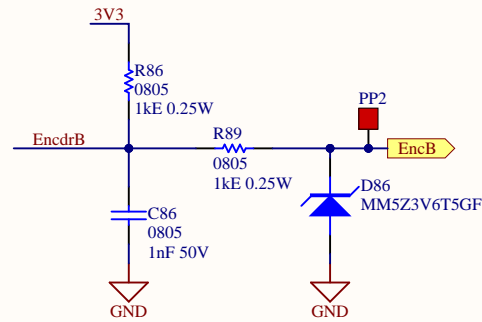 3V3
R86
0805
1kE 0.25W
PP2
EncdrB
R89
0805
1kE 0.25W
EncB
D86
MM5Z3V6T5GF
C86
0805
1nF 50V
GND
GND